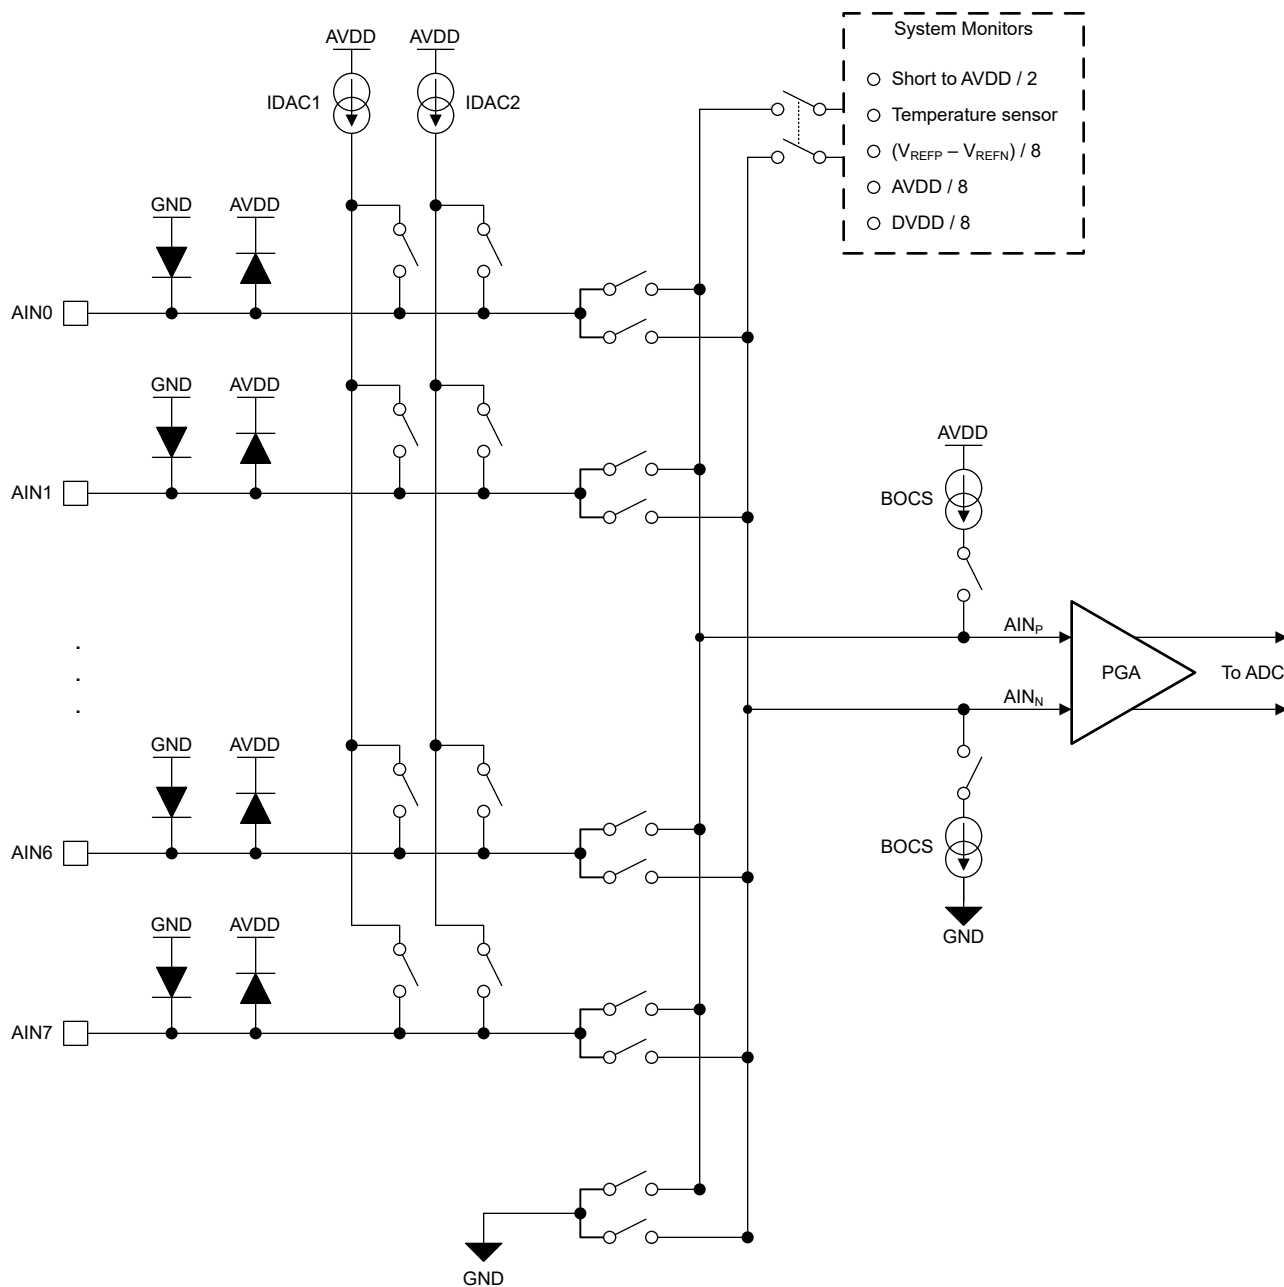 System Monitors
Short to AVDD / 2
Temperature sensor
(VREFP – VREFN) / 8
AVDD / 8
DVDD / 8
AVDD
AVDD
IDAC1
IDAC2
GND
AVDD
AIN0
GND
AVDD
AIN1
AVDD
BOCS
AINP
PGA
To ADC
AINN
GND
AVDD
AIN6
BOCS
GND
GND
AVDD
AIN7
GND